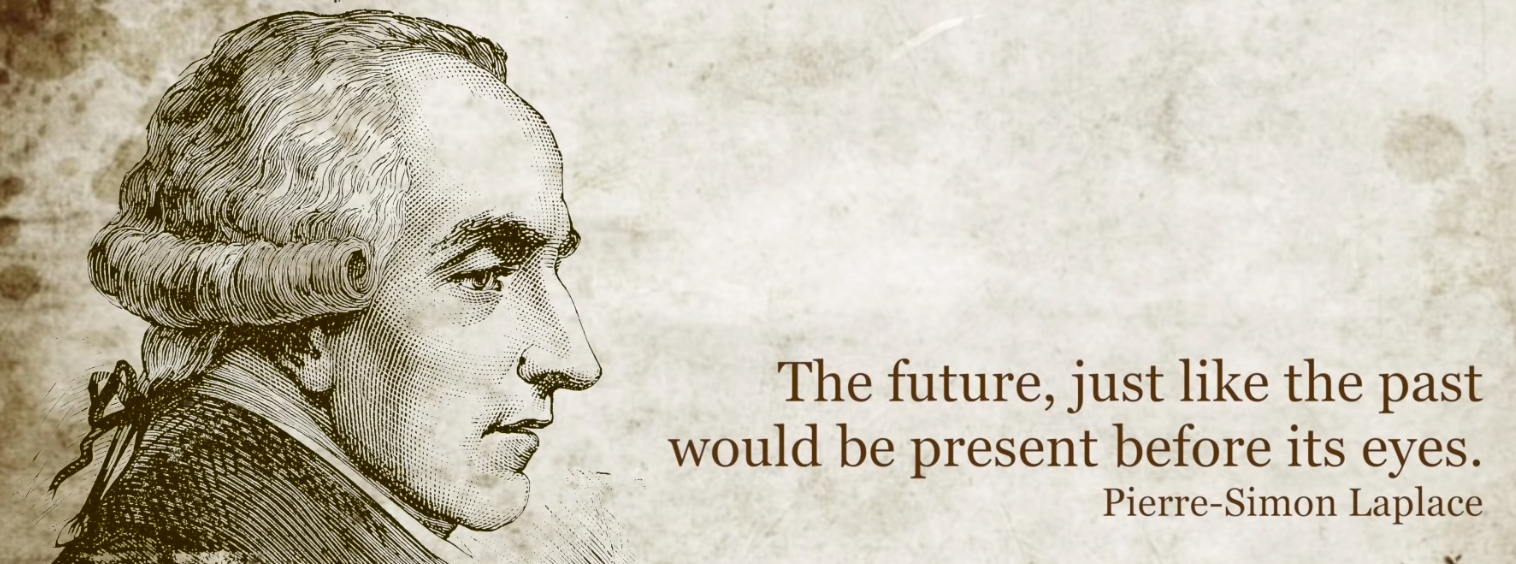 The future, just like the past
would be present before its eyes.
Pierre-Simon Laplace